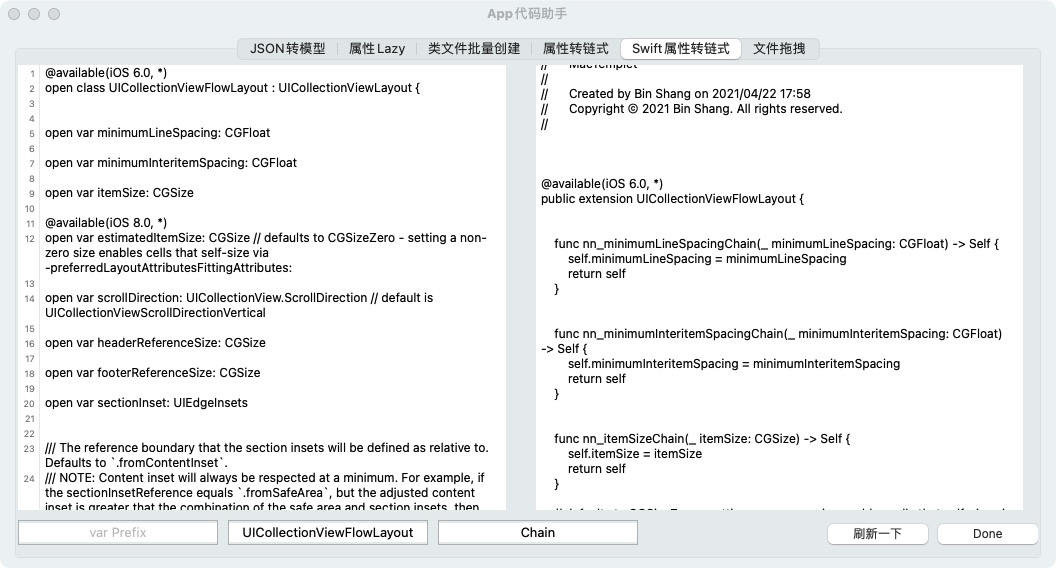 App代码助手
JSON转模型
属性Lazy
类文件批量创建
属性转链式
Swift属性转链式
文件拖拽
1 @available(iOS 6.0, *)
2 open class UICollectionViewFlowLayout : UICollectionViewLayout {
3
4
5 open var minimumLineSpacing: CGFloat
6
7 open var minimumInteritemSpacing: CGFloat
8
9 open var itemSize: CGSize
10
11 @available(iOS 8.0, *)
12 open var estimatedItemSize: CGSize // defaults to CGSizeZero - setting a non-
zero size enables cells that self-size via
-preferredLayoutAttributesFittingAttributes:
13
14 open var scrollDirection: UICollectionView.ScrollDirection // default is
UICollectionViewScrollDirectionVertical
15
16 open var headerReferenceSize: CGSize
17
18 open var footerReferenceSize: CGSize
19
20 open var sectionInset: UIEdgeInsets
21
22
23 /// The reference boundary that the section insets will be defined as relative to.
Defaults to `.fromContentInset`.
24 /// NOTE: Content inset will always be respected at a minimum. For example, if
the sectionInsetReference equals `.fromSafeArea`, but the adjusted content
inset is greater that the combination of the safe area and section insets, then
// MacTemplet
//
// Created by Bin Shang on 2021/04/22 17:58
// Copyright © 2021 Bin Shang. All rights reserved.
//
@available(iOS 6.0, *)
public extension UICollectionViewFlowLayout {
func nn_minimumLineSpacingChain(_ minimumLineSpacing: CGFloat) -> Self {
self.minimumLineSpacing = minimumLineSpacing
return self
}
func nn_minimumInteritemSpacingChain(_ minimumInteritemSpacing: CGFloat)
-> Self {
self.minimumInteritemSpacing = minimumInteritemSpacing
return self
}
func nn_itemSizeChain(_ itemSize: CGSize) -> Self {
self.itemSize = itemSize
return self
}
var Prefix
UICollectionViewFlowLayout
Chain
刷新一下
Done